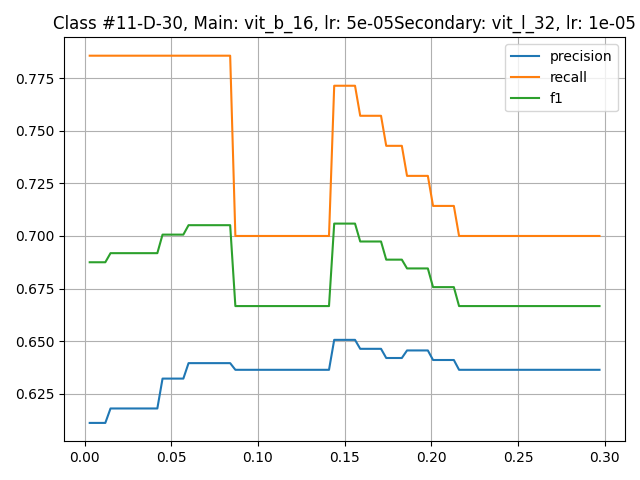 Class #11-D-30, Main: vit_b_16, lr: 5e-05Secondary: vit_l_32, lr: 1e-05
precision
recall
f1
0.775
0.750
0.725
0.700
0.675
0.650
0.625
0.00 0.05 0.10 0.15 0.20 0.25 0.30